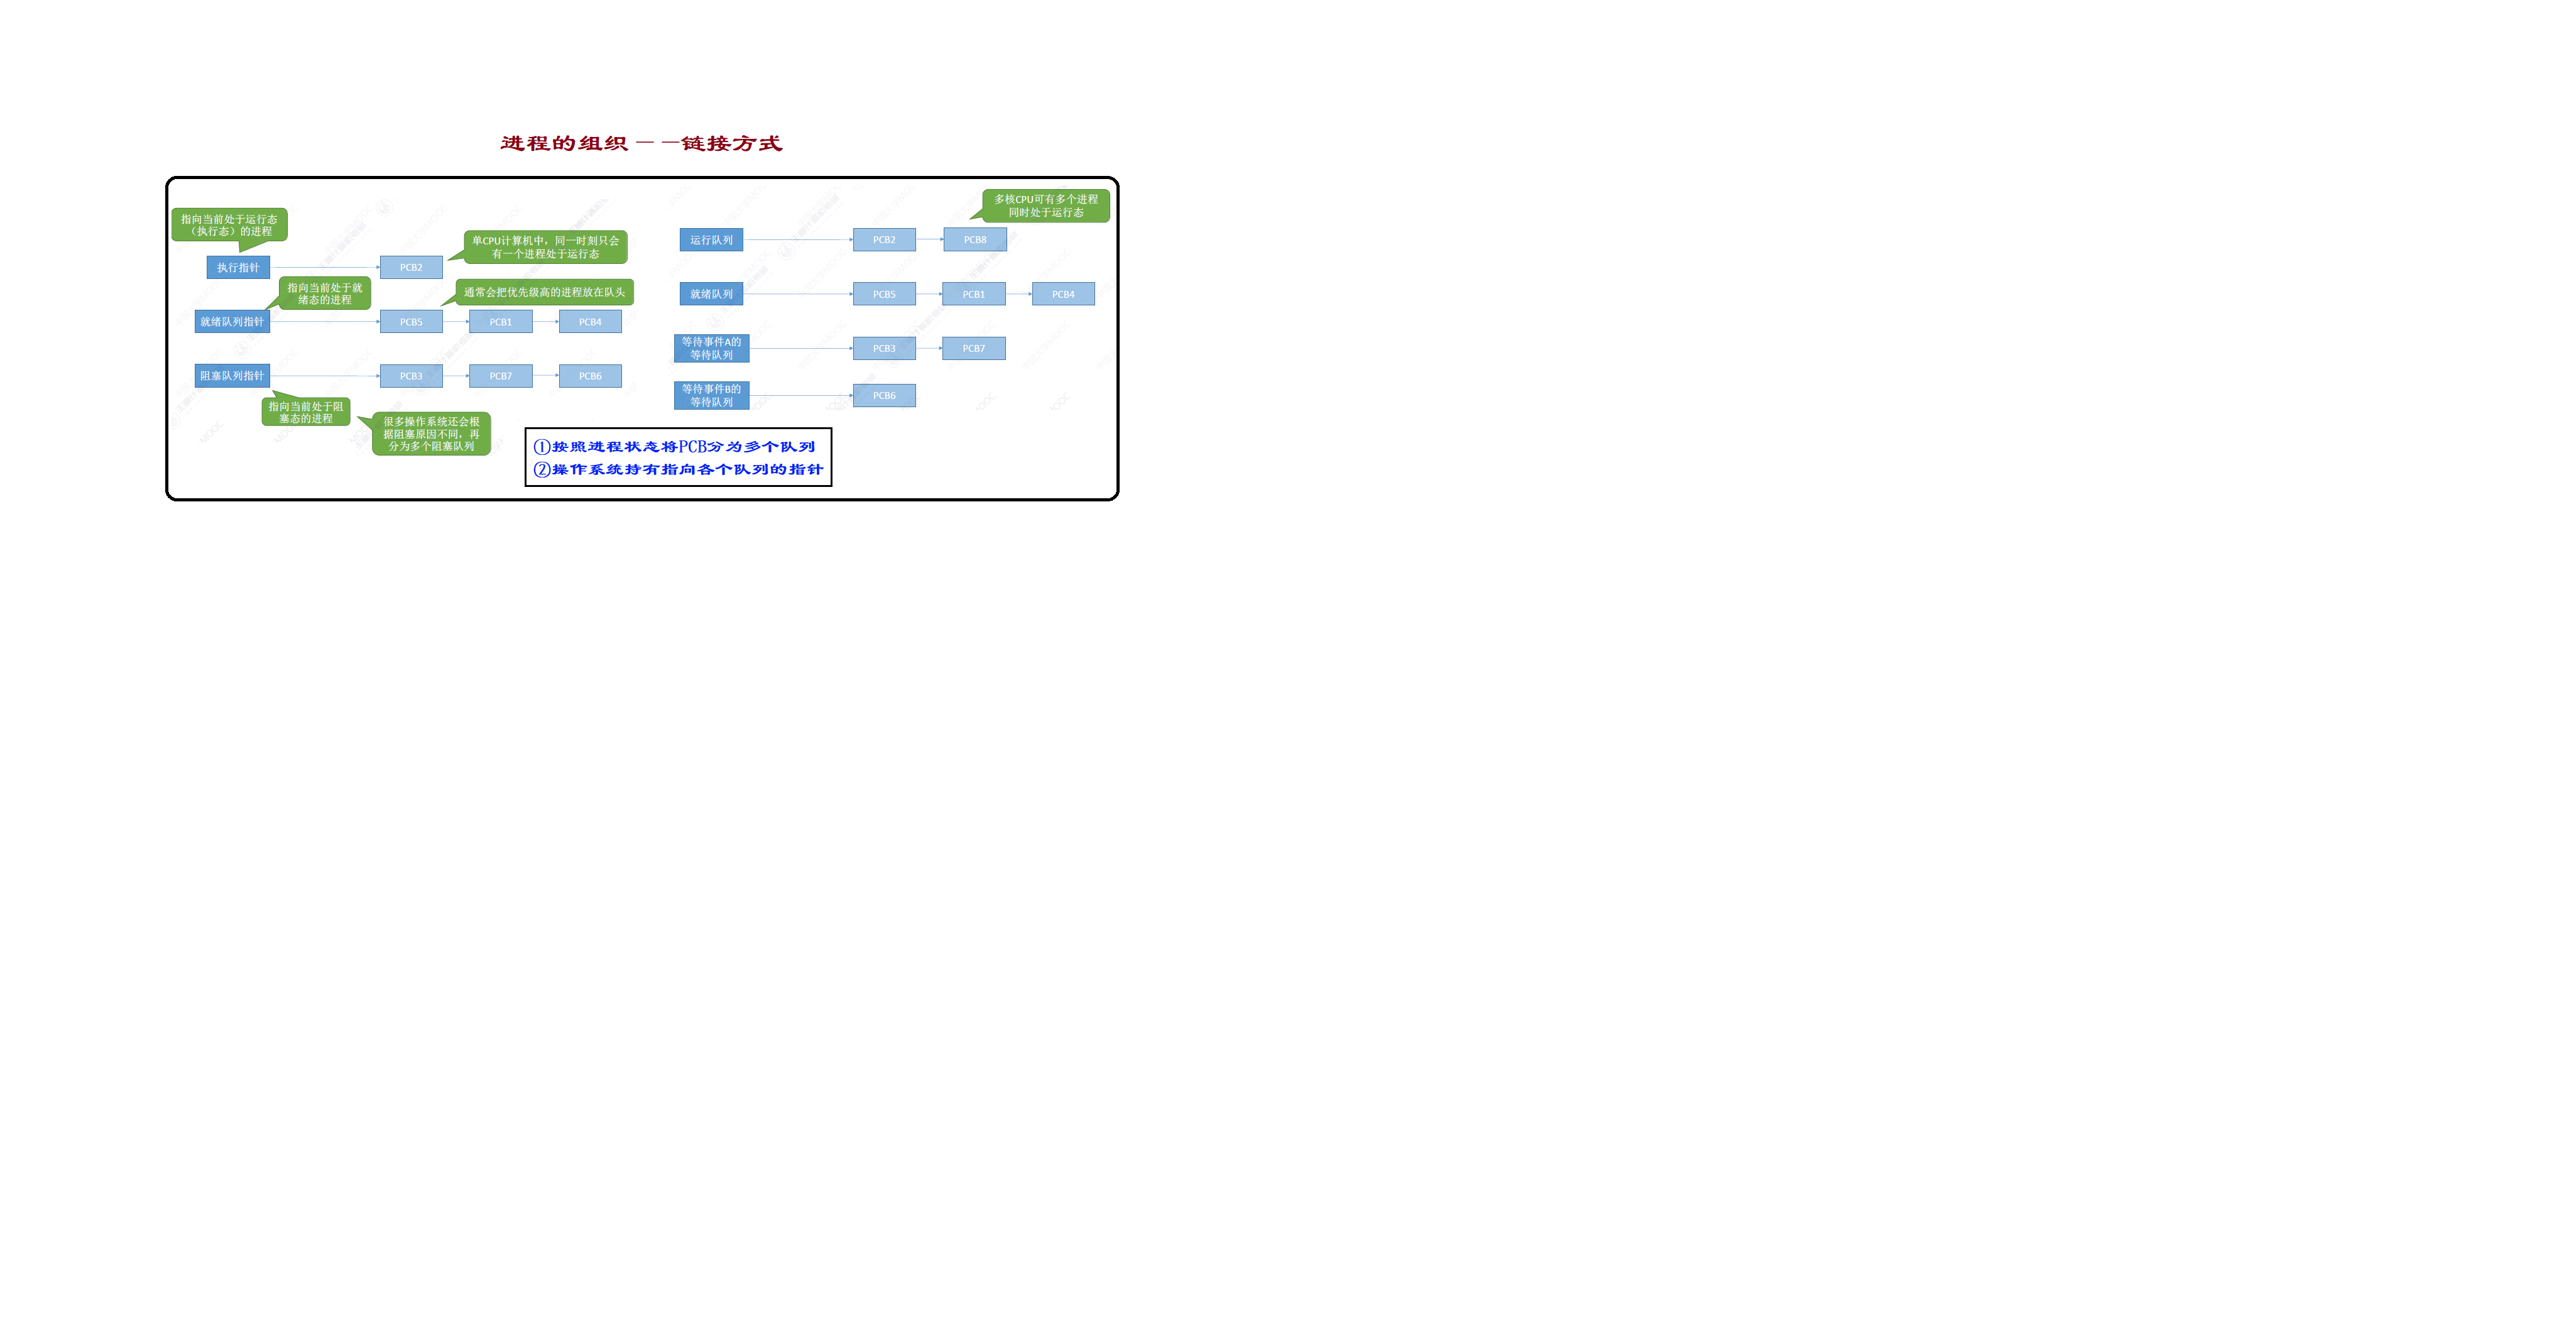 进程的组织——链接方式
指向当前处于运行态
（执行态）的进程
执行指针
PCB2
单CPU计算机中，同一时刻只会
有一个进程处于运行态
指向当前处于就
绪态的进程
通常会把优先级高的进程放在队头
就绪队列指针
PCB5
PCB1
PCB4
阻塞队列指针
PCB3
PCB7
PCB6
指向当前处于阻
塞态的进程
很多操作系统还会根
据阻塞原因不同，再
分为多个阻塞队列
多核CPU可有多个进程
同时处于运行态
运行队列
PCB2
PCB8
就绪队列
PCB5
PCB1
PCB4
等待事件A的
等待队列
PCB3
PCB7
等待事件B的
等待队列
PCB6
①按照进程状态将PCB分为多个队列
②操作系统持有指向各个队列的指针